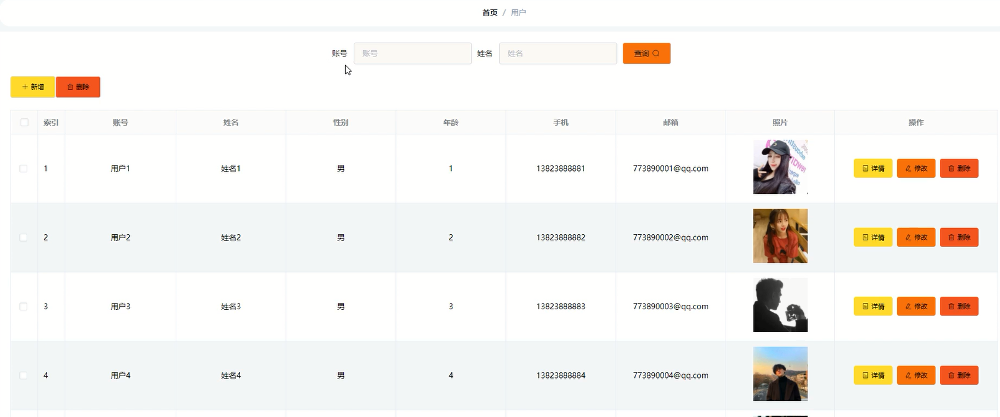 首页 / 用户
账号 账号 姓名 姓名 查询
新增 删除
索引 账号 姓名 性别 年龄 手机 邮箱 照片 操作
1 用户1 姓名1 男 1 13823888881 773890001@qq.com 详情 修改 删除
2 用户2 姓名2 男 2 13823888882 773890002@qq.com 详情 修改 删除
3 用户3 姓名3 男 3 13823888883 773890003@qq.com 详情 修改 删除
4 用户4 姓名4 男 4 13823888884 773890004@qq.com 详情 修改 删除